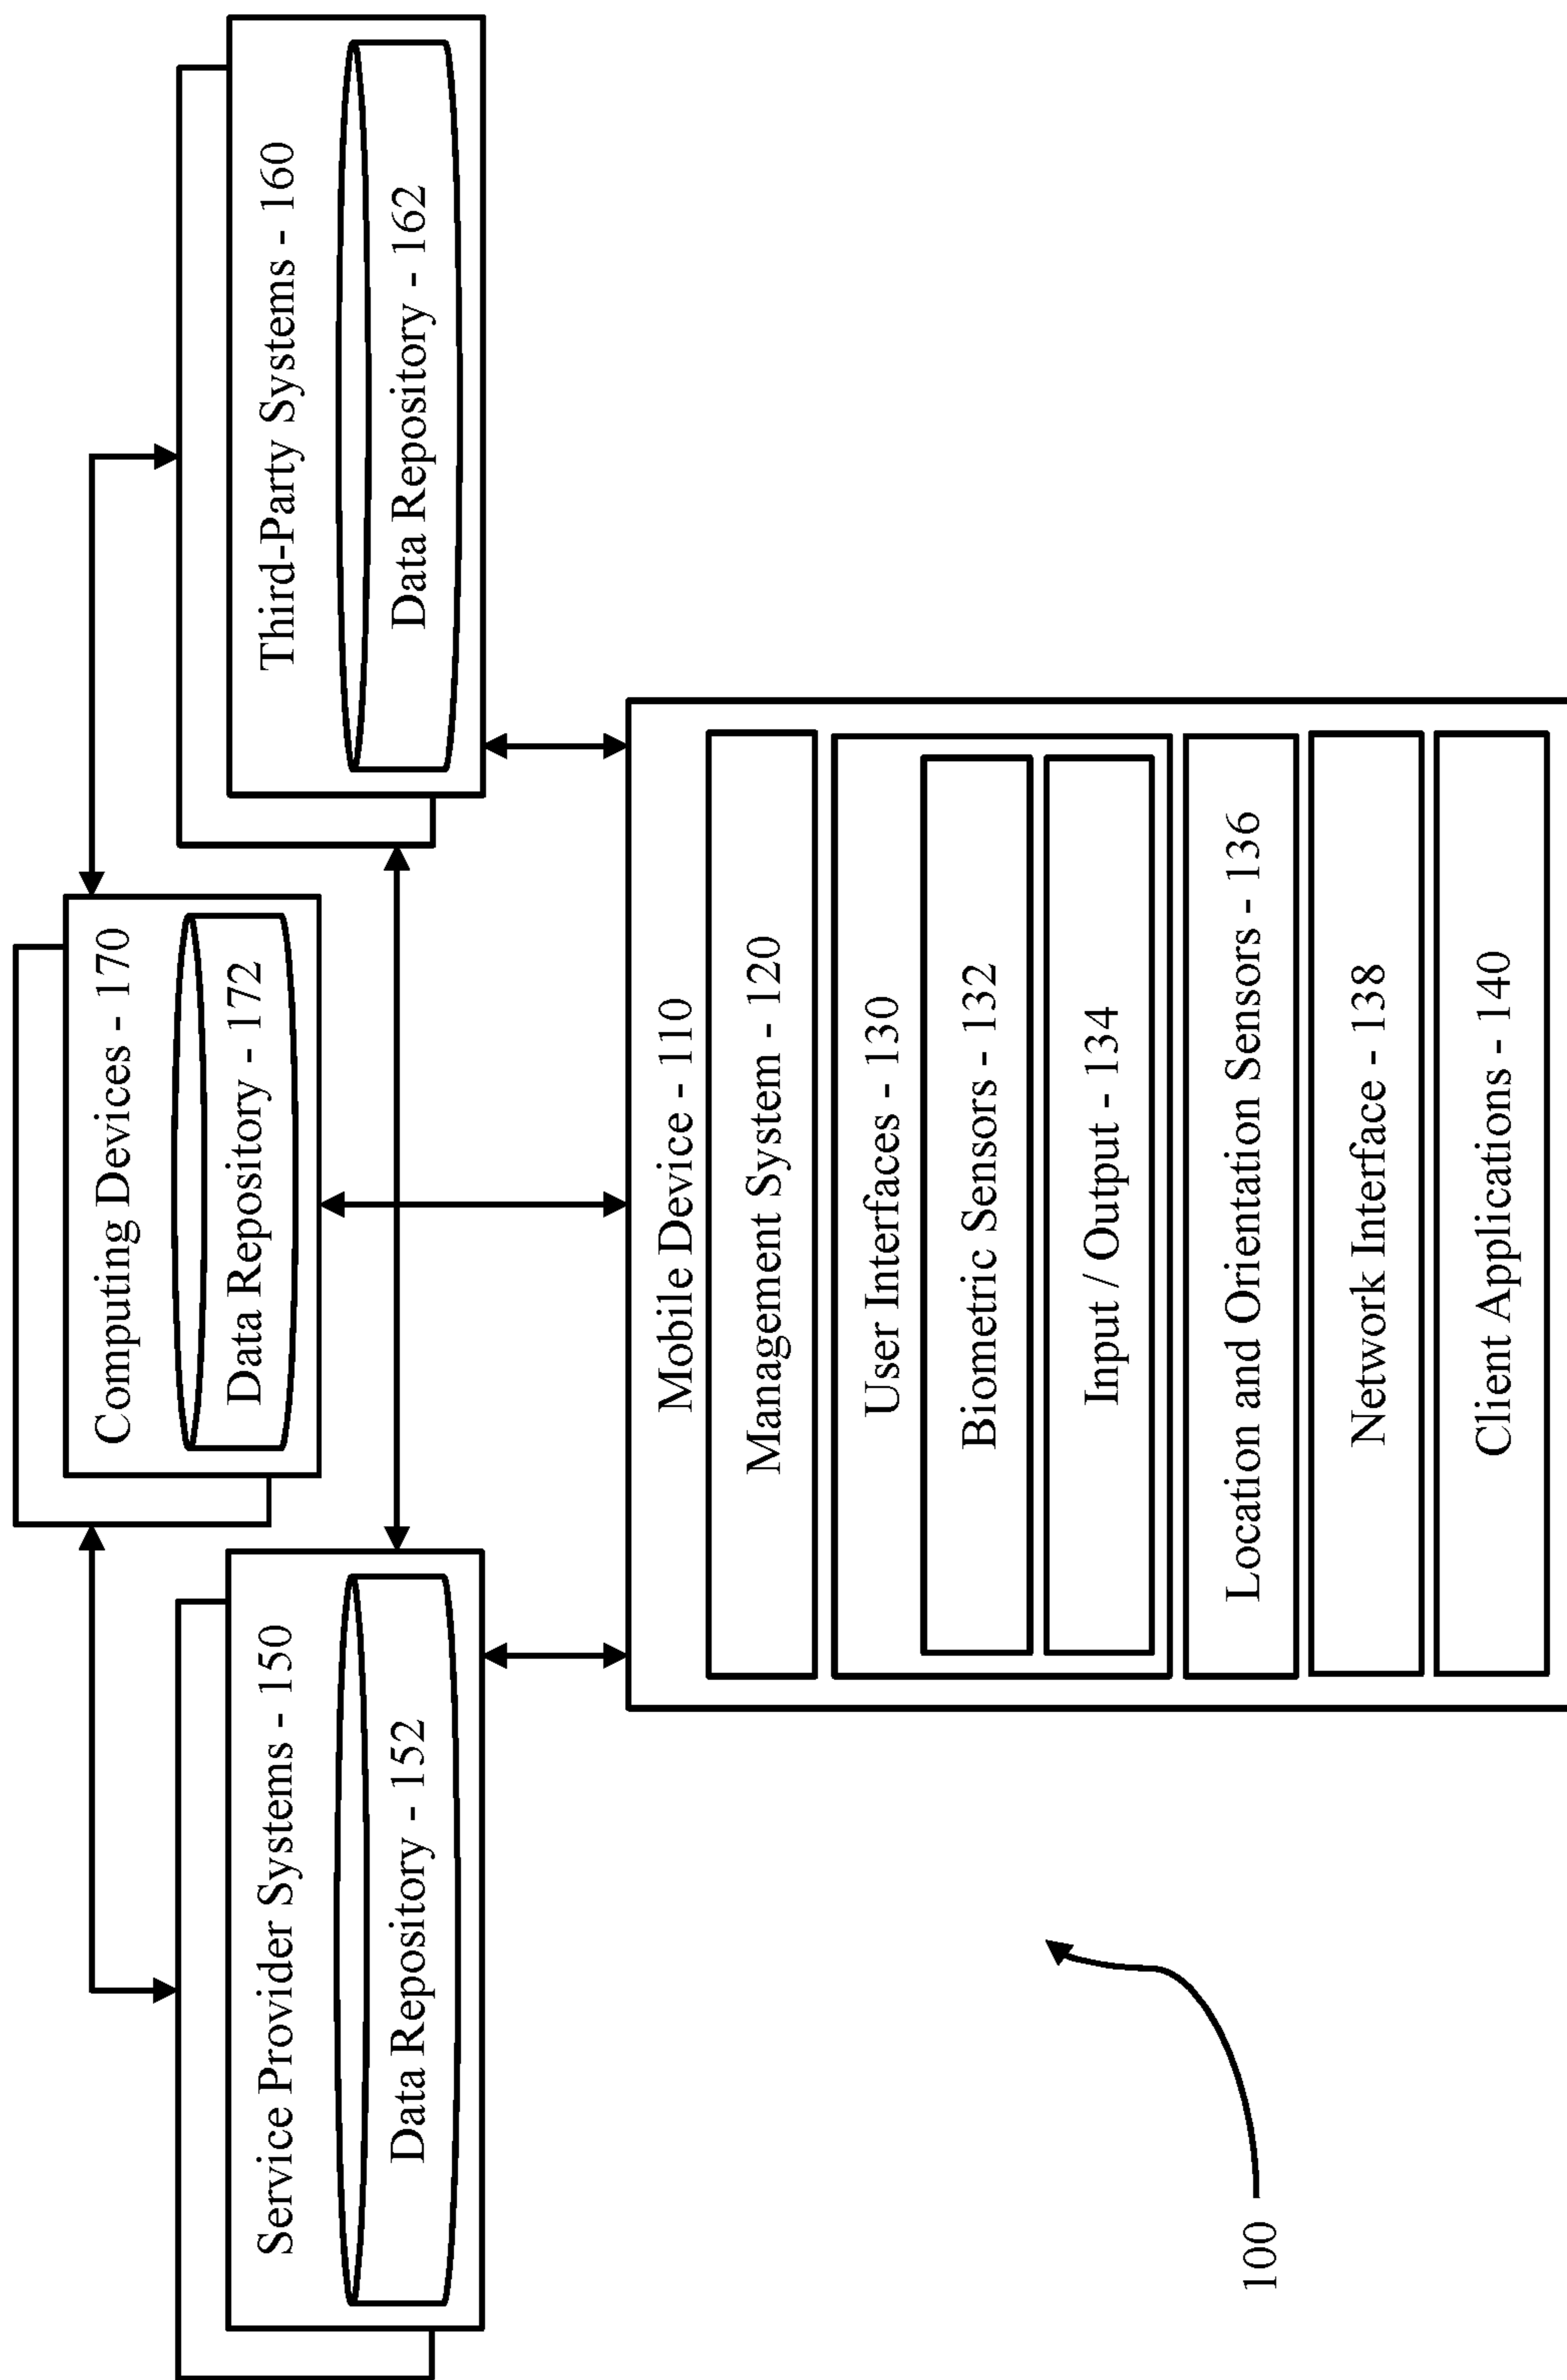 Computing Devices - 170
Data Repository - 172
Service Provider Systems - 150
Data Repository - 152
Third-Party Systems - 160
Data Repository - 162
Mobile Device - 110
Management System - 120
User Interfaces - 130
Biometric Sensors - 132
Input / Output - 134
Location and Orientation Sensors - 136
Network Interface - 138
Client Applications - 140
100